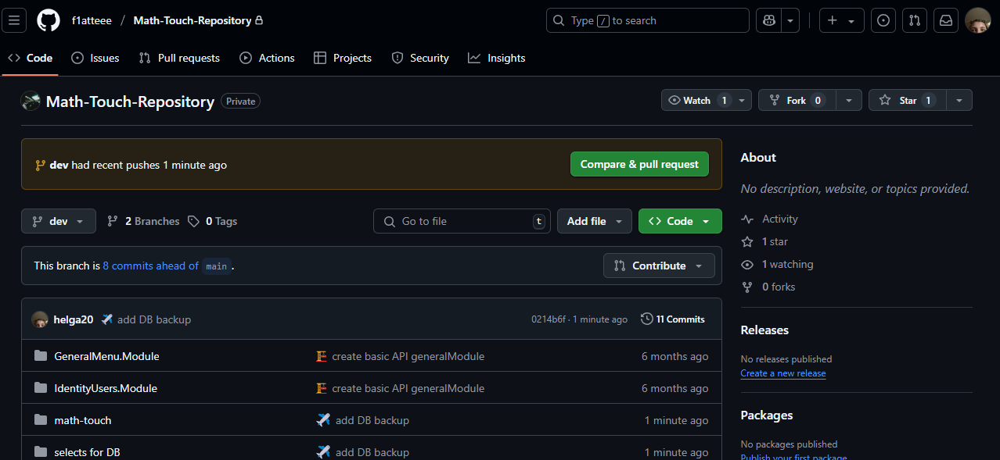 f1atteee / Math-Touch-Repository
Type / to search
Code Issues Pull requests Actions Projects Security Insights
Math-Touch-Repository Private
Watch 1 Fork 0 Star 1
dev had recent pushes 1 minute ago
Compare & pull request
dev 2 Branches 0 Tags
Go to file t
Add file
Code
This branch is 8 commits ahead of main .
Contribute
helga20 add DB backup 0214b6f · 1 minute ago 11 Commits
GeneralMenu.Module create basic API generalModule 6 months ago
IdentityUsers.Module create basic API generalModule 6 months ago
math-touch add DB backup 1 minute ago
selects for DB add DB backup 1 minute ago
About
No description, website, or topics provided.
Activity
1 star
1 watching
0 forks
Releases
No releases published
Create a new release
Packages
No packages published
Publish your first package